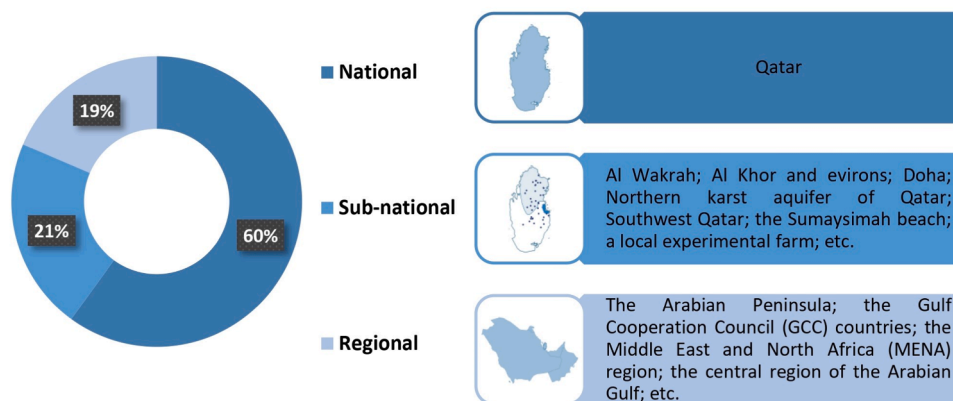 19%
21%
60%
National
Sub-national
Regional
Qatar
Al Wakrah; Al Khor and evirons; Doha;
Northern karst aquifer of Qatar;
Southwest Qatar; the Sumaysimah beach;
a local experimental farm; etc.
The Arabian Peninsula; the Gulf
Cooperation Council (GCC) countries; the
Middle East and North Africa (MENA)
region; the central region of the Arabian
Gulf; etc.